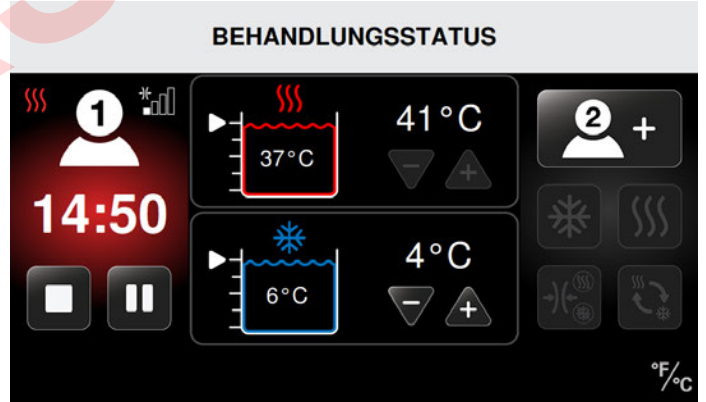 BEHANDLUNGSSTATUS
1
14:50
41°C
37°C
4°C
6°C
2 +
°F/°C